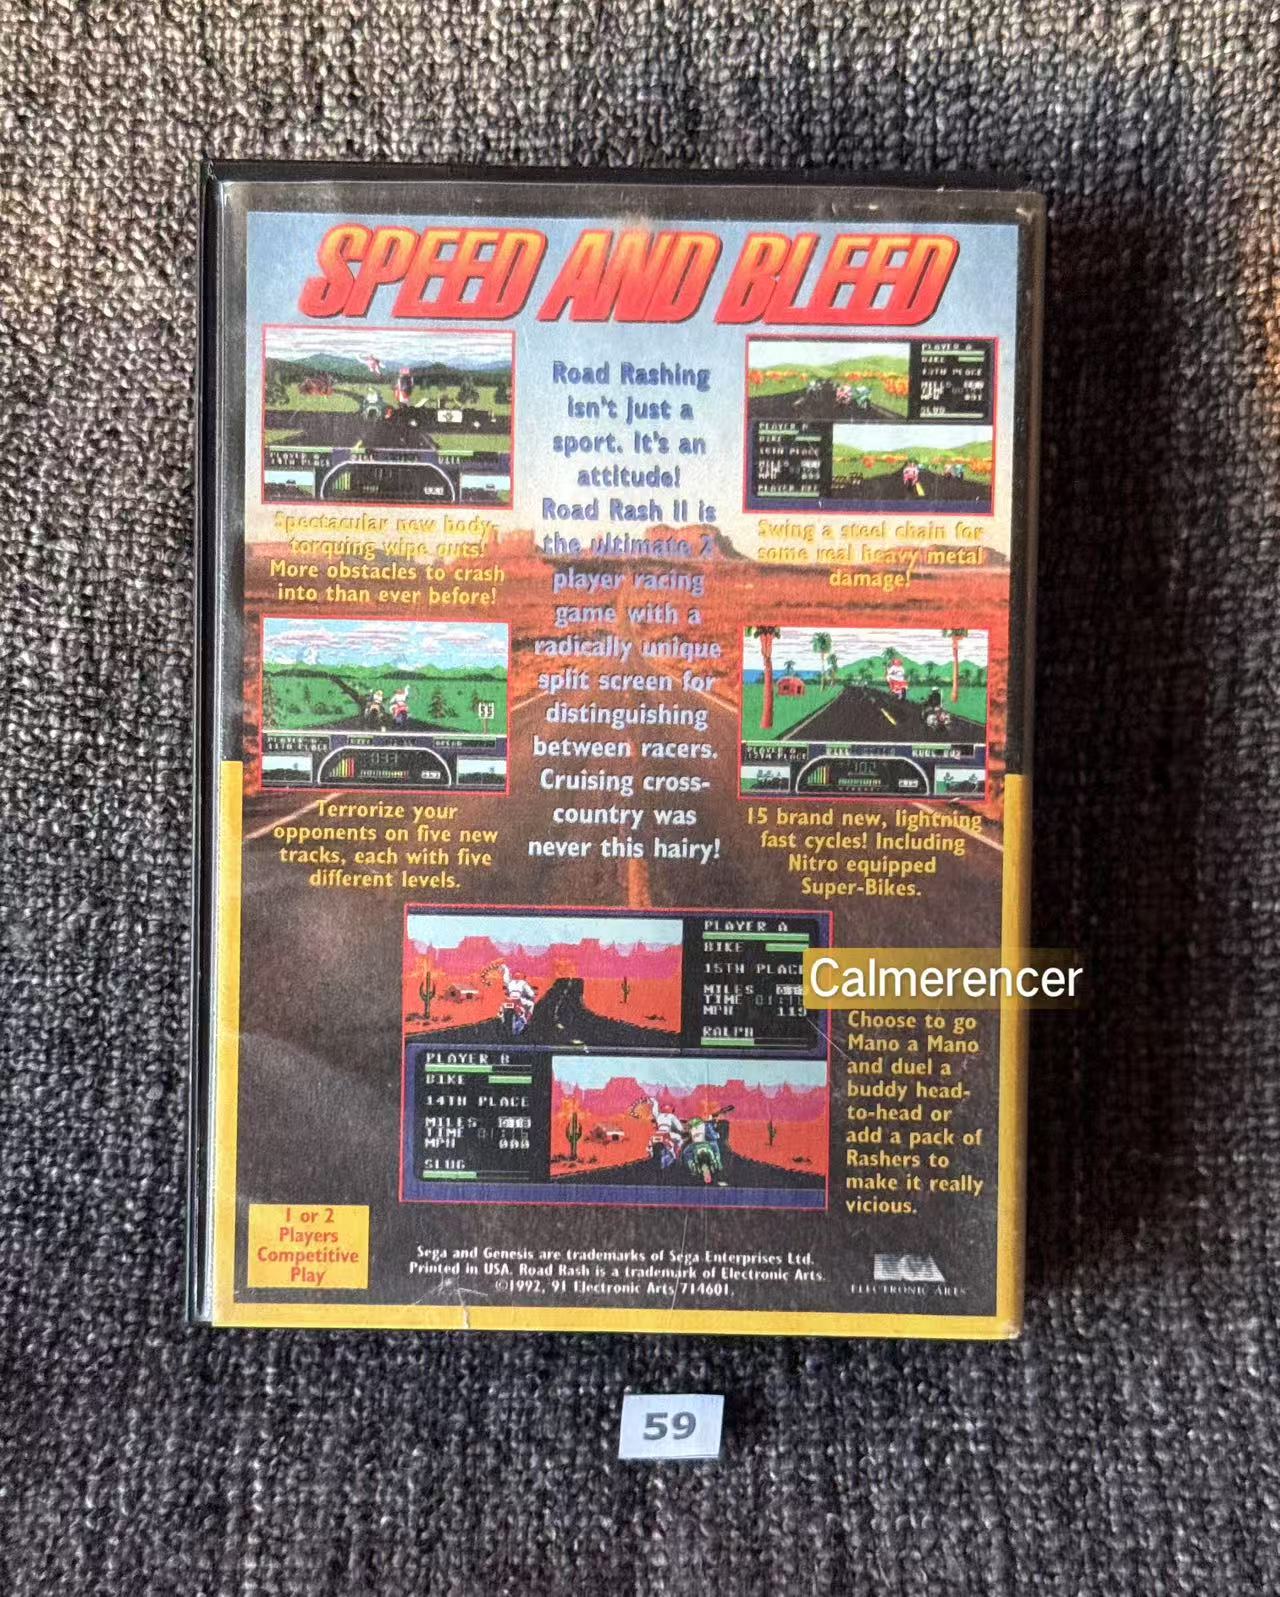 SPEED AND BLEED
Road Rashing
isn't just a
sport. It's an
attitude!
Road Rash II is
the ultimate 2
player racing
game with a
radically unique
split screen for
distinguishing
between racers.
Cruising cross-
country was
never this hairy!
Spectacular new body-
torquing wipe outs!
More obstacles to crash
into than ever before!
Swing a steel chain for
some real heavy metal
damage!
Terrorize your
opponents on five new
tracks, each with five
different levels.
15 brand new, lightning
fast cycles! Including
Nitro equipped
Super-Bikes.
PLAYER A
BIKE
15TH PLACE
MILES
TIME
MPH 119
RALPH
PLAYER B
BIKE
14TH PLACE
MILES
TIME
MPH 000
SLUG
Calmerencer
Choose to go
Mano a Mano
and duel a
buddy head-
to-head or
add a pack of
Rashers to
make it really
vicious.
1 or 2
Players
Competitive
Play
Sega and Genesis are trademarks of Sega Enterprises Ltd.
Printed in USA. Road Rash is a trademark of Electronic Arts.
©1992, 91 Electronic Arts 714601.
ELECTRONIC ARTS
59